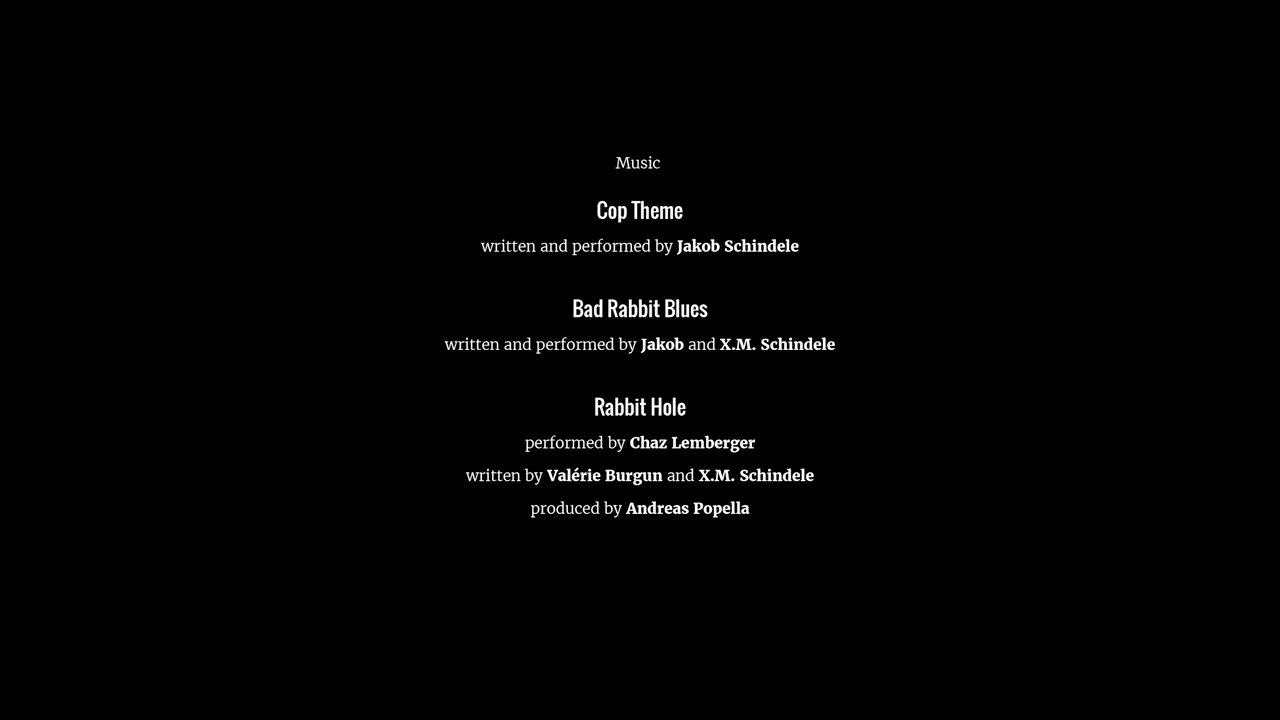 Music
Cop Theme
written and performed by Jakob Schindele
Bad Rabbit Blues
written and performed by Jakob and X.M. Schindele
Rabbit Hole
performed by Chaz Lemberger
written by Valérie Burgun and X.M. Schindele
produced by Andreas Popella